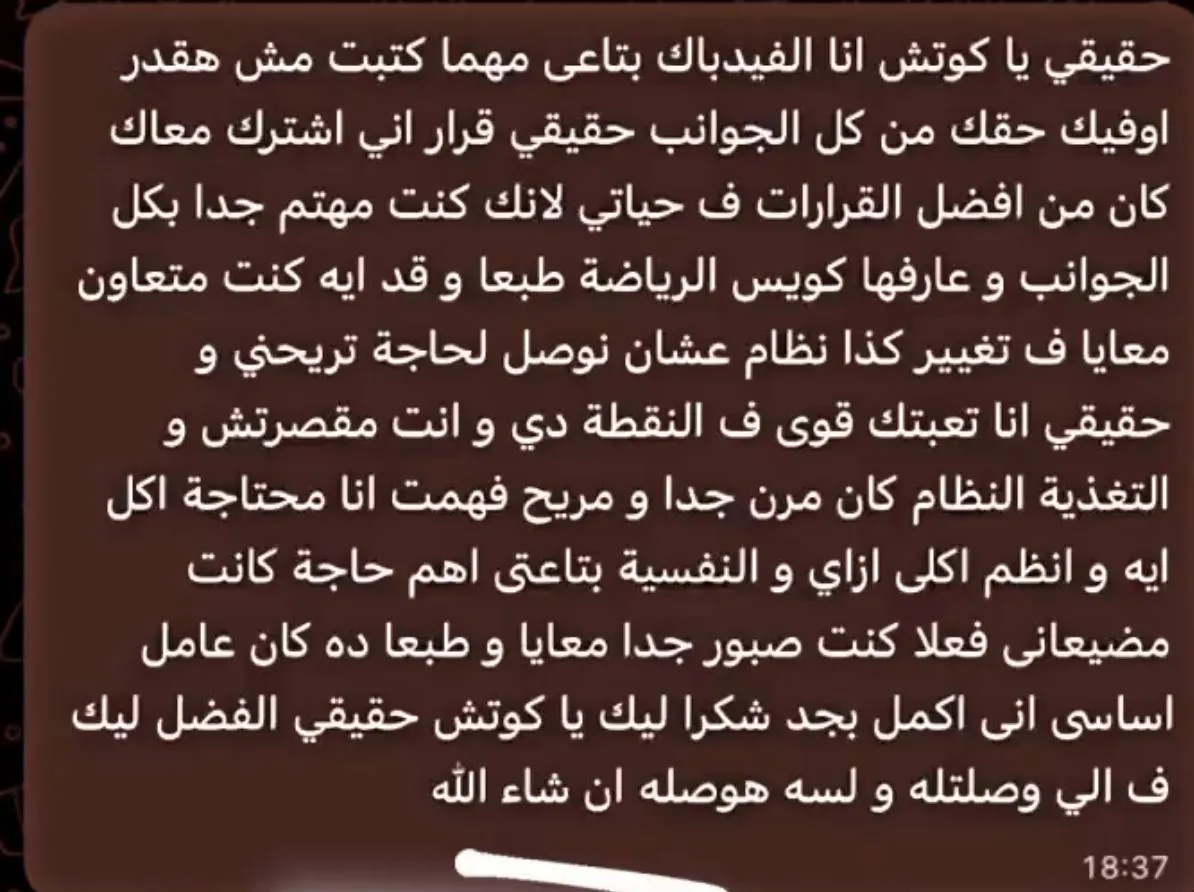 حقيقي يا كوتش انا الفيدباك بتاعى مهما كتبت مش هقدر
اوفيك حقك من كل الجوانب حقيقي قرار اني اشترك معاك
كان من افضل القرارات ف حياتي لانك كنت مهتم جدا بكل
الجوانب و عارفها كويس الرياضة طبعا و قد ايه كنت متعاون
معايا ف تغيير كذا نظام عشان نوصل لحاجة تريحني و
حقيقي انا تعبتك قوى ف النقطة دي و انت مقصرتش و
التغذية النظام كان مرن جدا و مريح فهمت انا محتاجة اكل
ايه و انظم اكلى ازاي و النفسية بتاعتى اهم حاجة كانت
مضيعانى فعلا كنت صبور جدا معايا و طبعا ده كان عامل
اساسى انى اكمل بجد شكرا ليك يا كوتش حقيقي الفضل ليك
ف الي وصلتله و لسه هوصله ان شاء الله
18:37